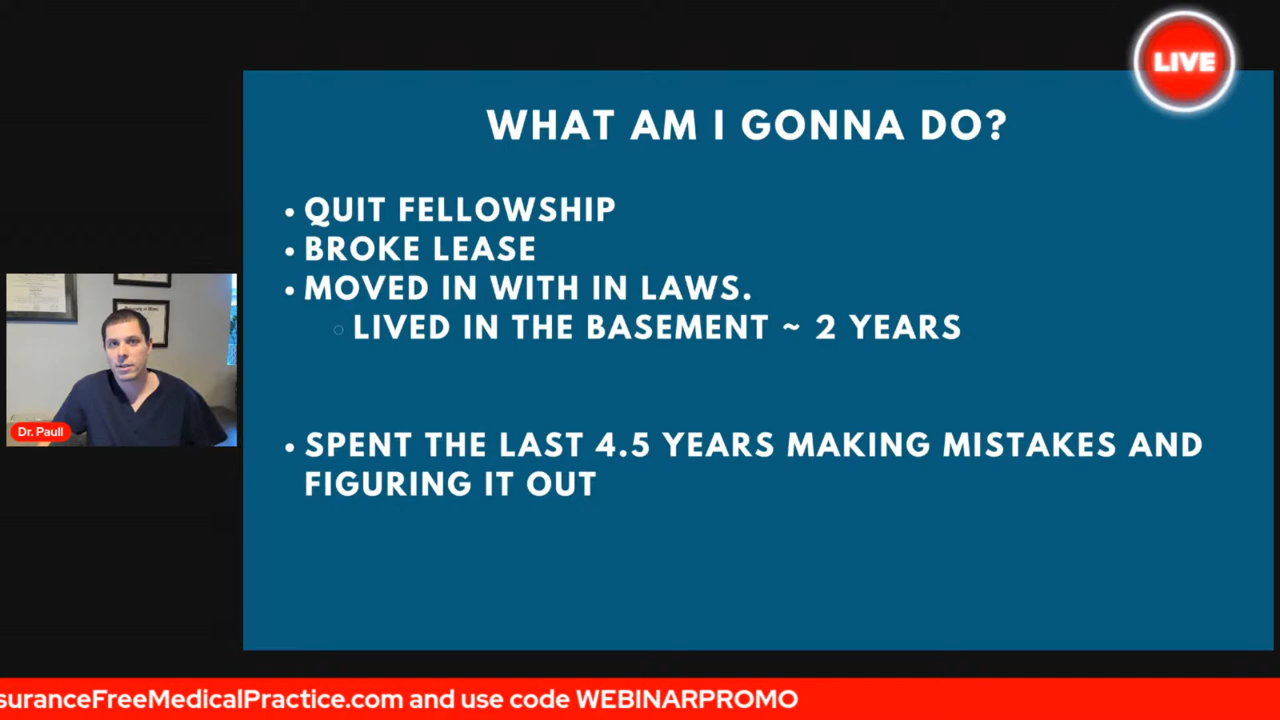 LIVE
WHAT AM I GONNA DO?
• QUIT FELLOWSHIP
• BROKE LEASE
• MOVED IN WITH IN LAWS.
○ LIVED IN THE BASEMENT ~ 2 YEARS
• SPENT THE LAST 4.5 YEARS MAKING MISTAKES AND
FIGURING IT OUT
Dr. Paull
suranceFreeMedicalPractice.com and use code WEBINARPROMO